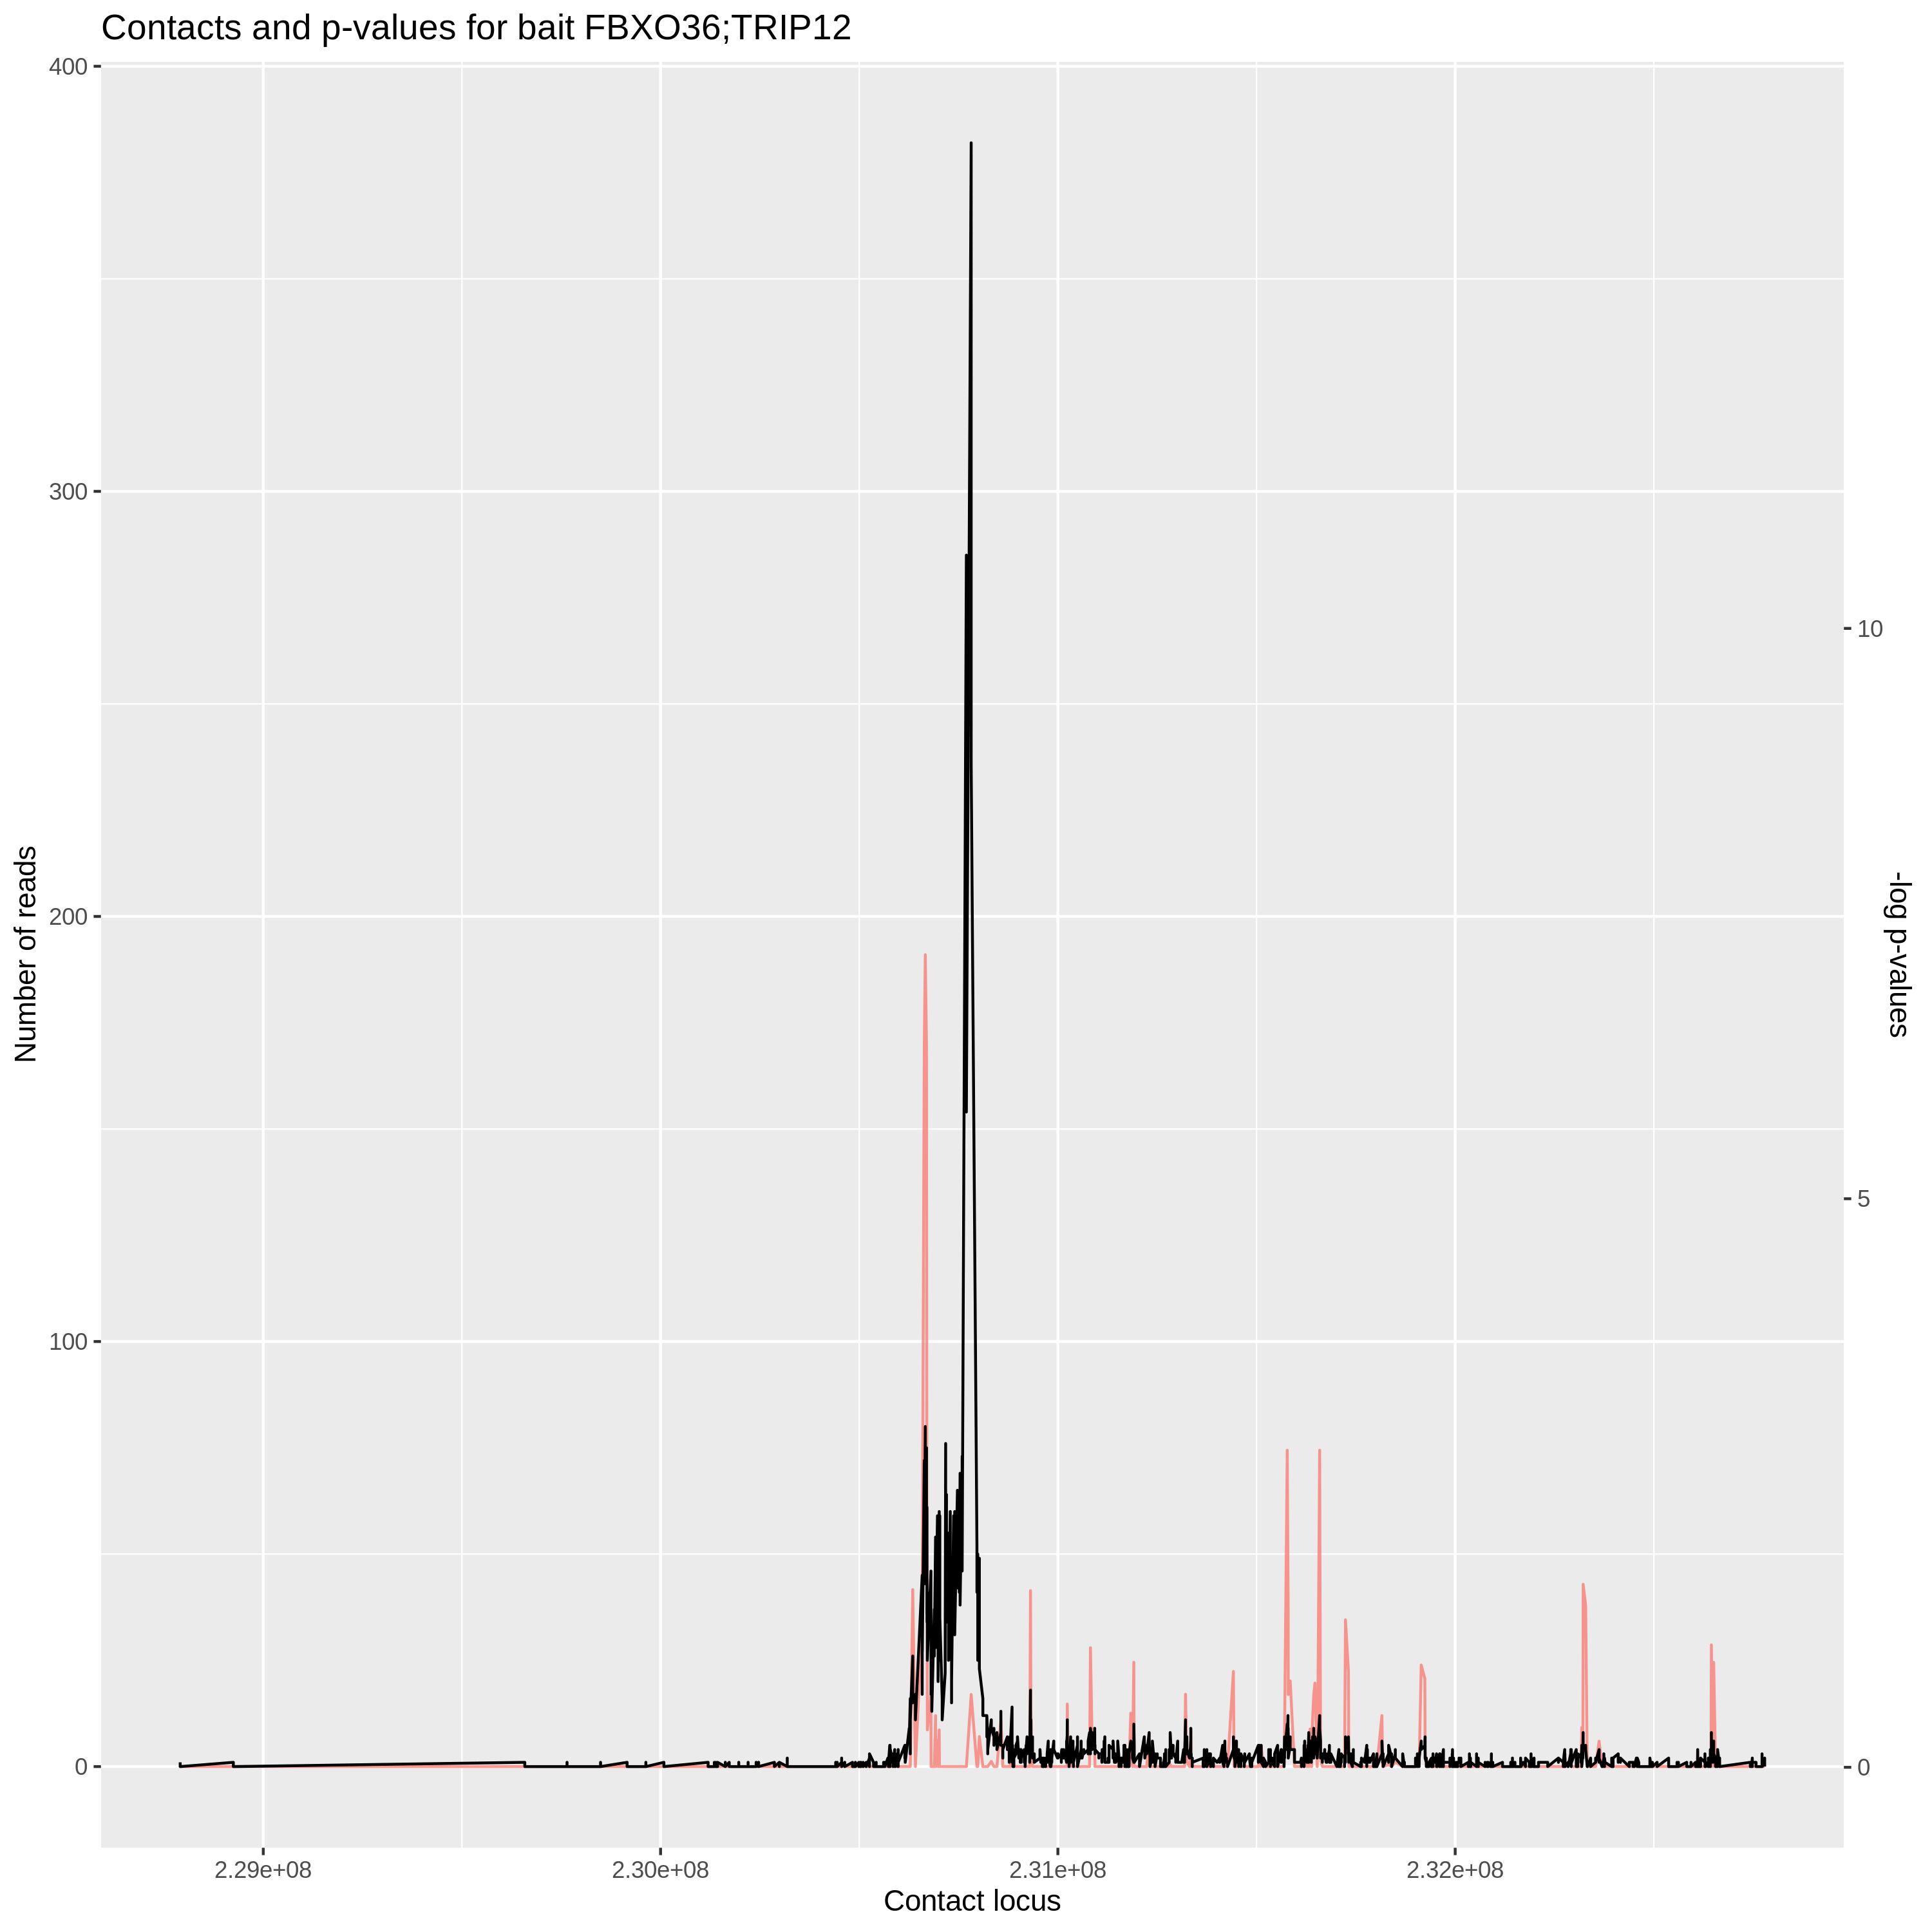 Contacts and p-values for bait FBXO36;TRIP12
400
300
200
100
0
Number of reads
10
5
0
-log p-values
2.29e+08
2.30e+08
2.31e+08
2.32e+08
Contact locus